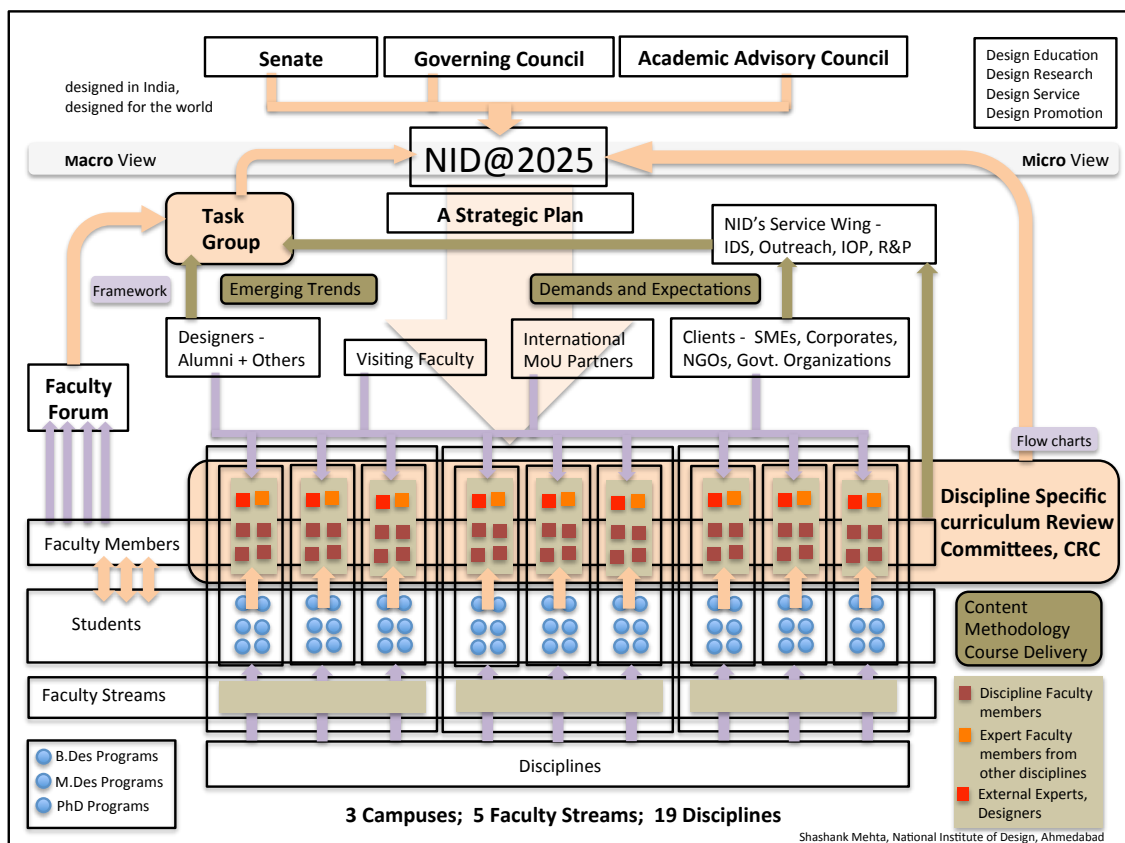 Senate
Governing Council
Academic Advisory Council
Design Education
Design Research
Design Service
Design Promotion
designed in India,
designed for the world
Macro View
NID@2025
Micro View
A Strategic Plan
Task
Group
NID's Service Wing -
IDS, Outreach, IOP, R&P
Framework
Emerging Trends
Demands and Expectations
Designers -
Alumni + Others
Visiting Faculty
International
MoU Partners
Clients - SMEs, Corporates,
NGOs, Govt. Organizations
Faculty
Forum
Flow charts
Discipline Specific
curriculum Review
Committees, CRC
Faculty Members
Students
Content
Methodology
Course Delivery
Faculty Streams
Discipline Faculty
members
Expert Faculty
members from
other disciplines
External Experts,
Designers
B.Des Programs
M.Des Programs
PhD Programs
Disciplines
3 Campuses; 5 Faculty Streams; 19 Disciplines
Shashank Mehta, National Institute of Design, Ahmedabad